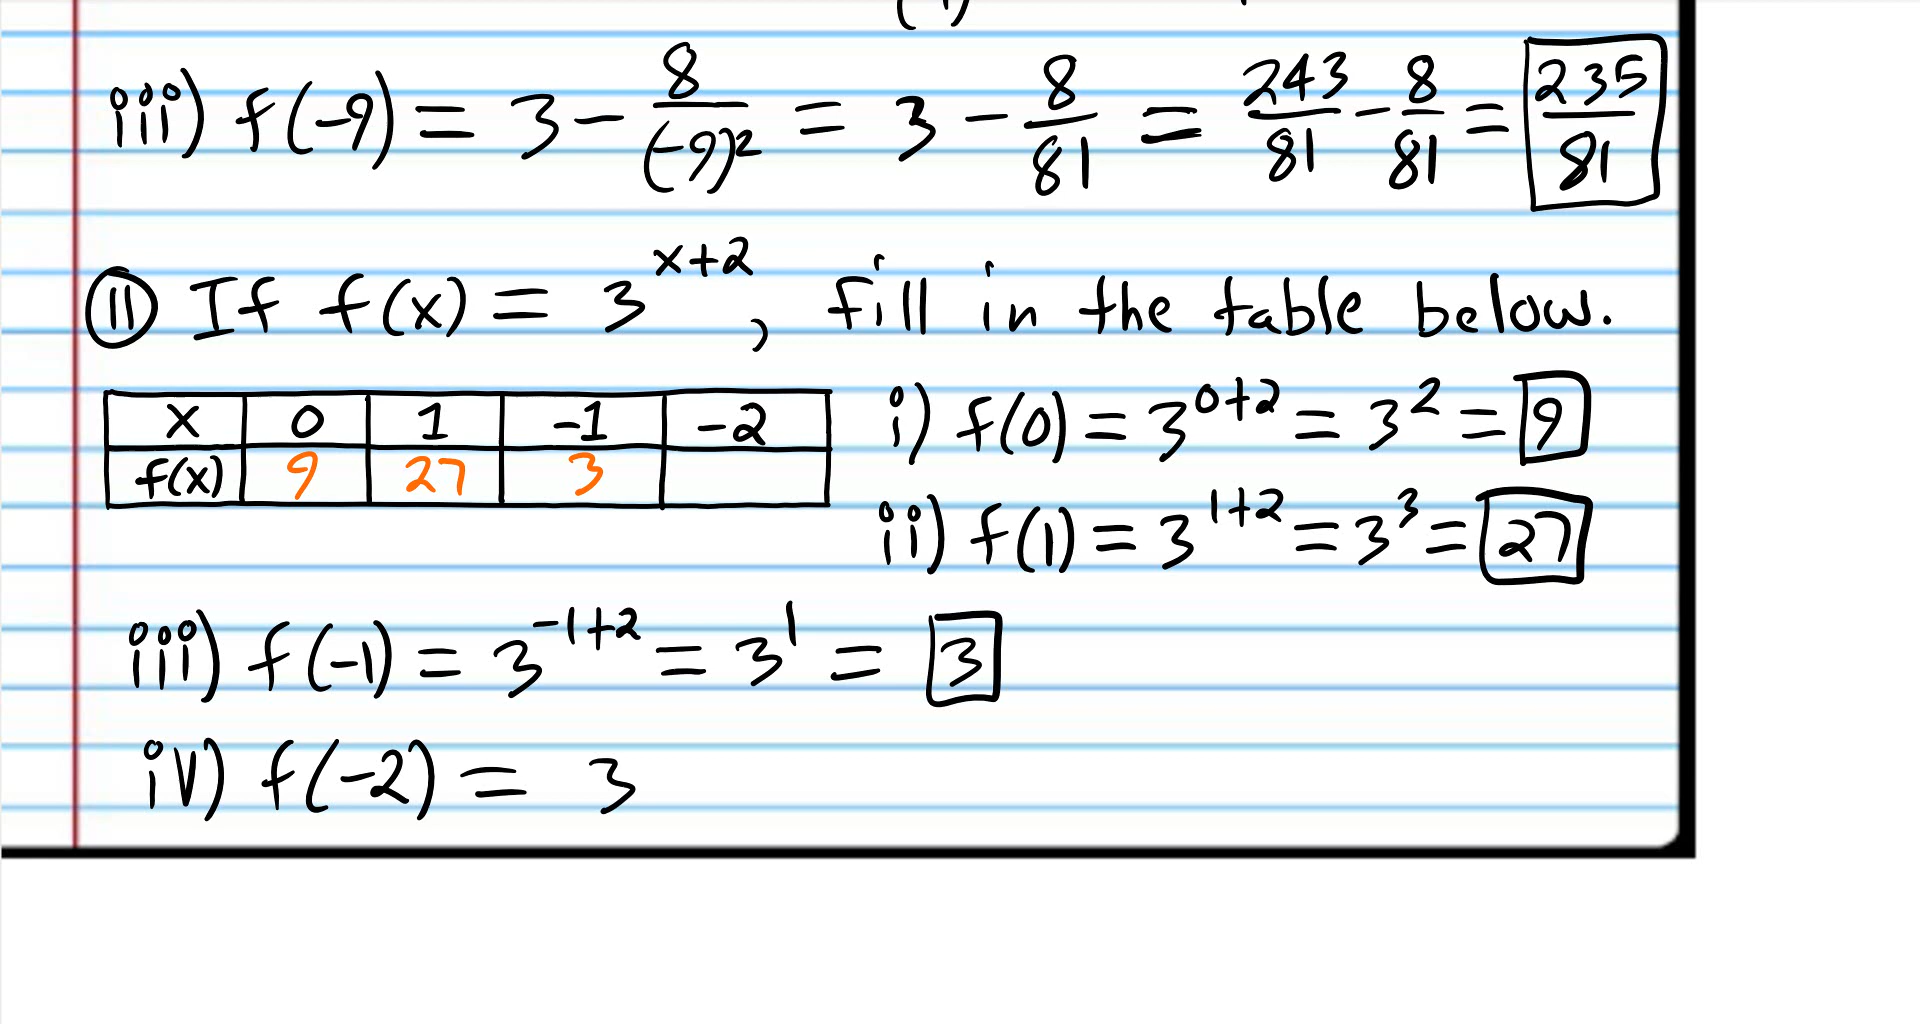 iii) f(-9) = 3 - 8/(-9)² = 3 - 8/81 = 243/81 - 8/81 = 235/81
⑪ If f(x) = 3^(x+2), fill in the table below.
x 0 1 -1 -2
f(x) 9 27 3
i) f(0) = 3^(0+2) = 3² = 9
ii) f(1) = 3^(1+2) = 3³ = 27
iii) f(-1) = 3^(-1+2) = 3¹ = 3
iv) f(-2) = 3